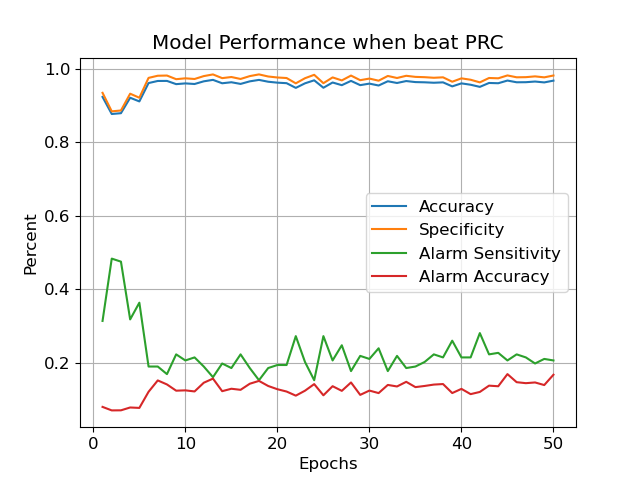 Model Performance when beat PRC
1.0
0.8
0.6
0.4
0.2
Percent
Accuracy
Specificity
Alarm Sensitivity
Alarm Accuracy
0 10 20 30 40 50
Epochs